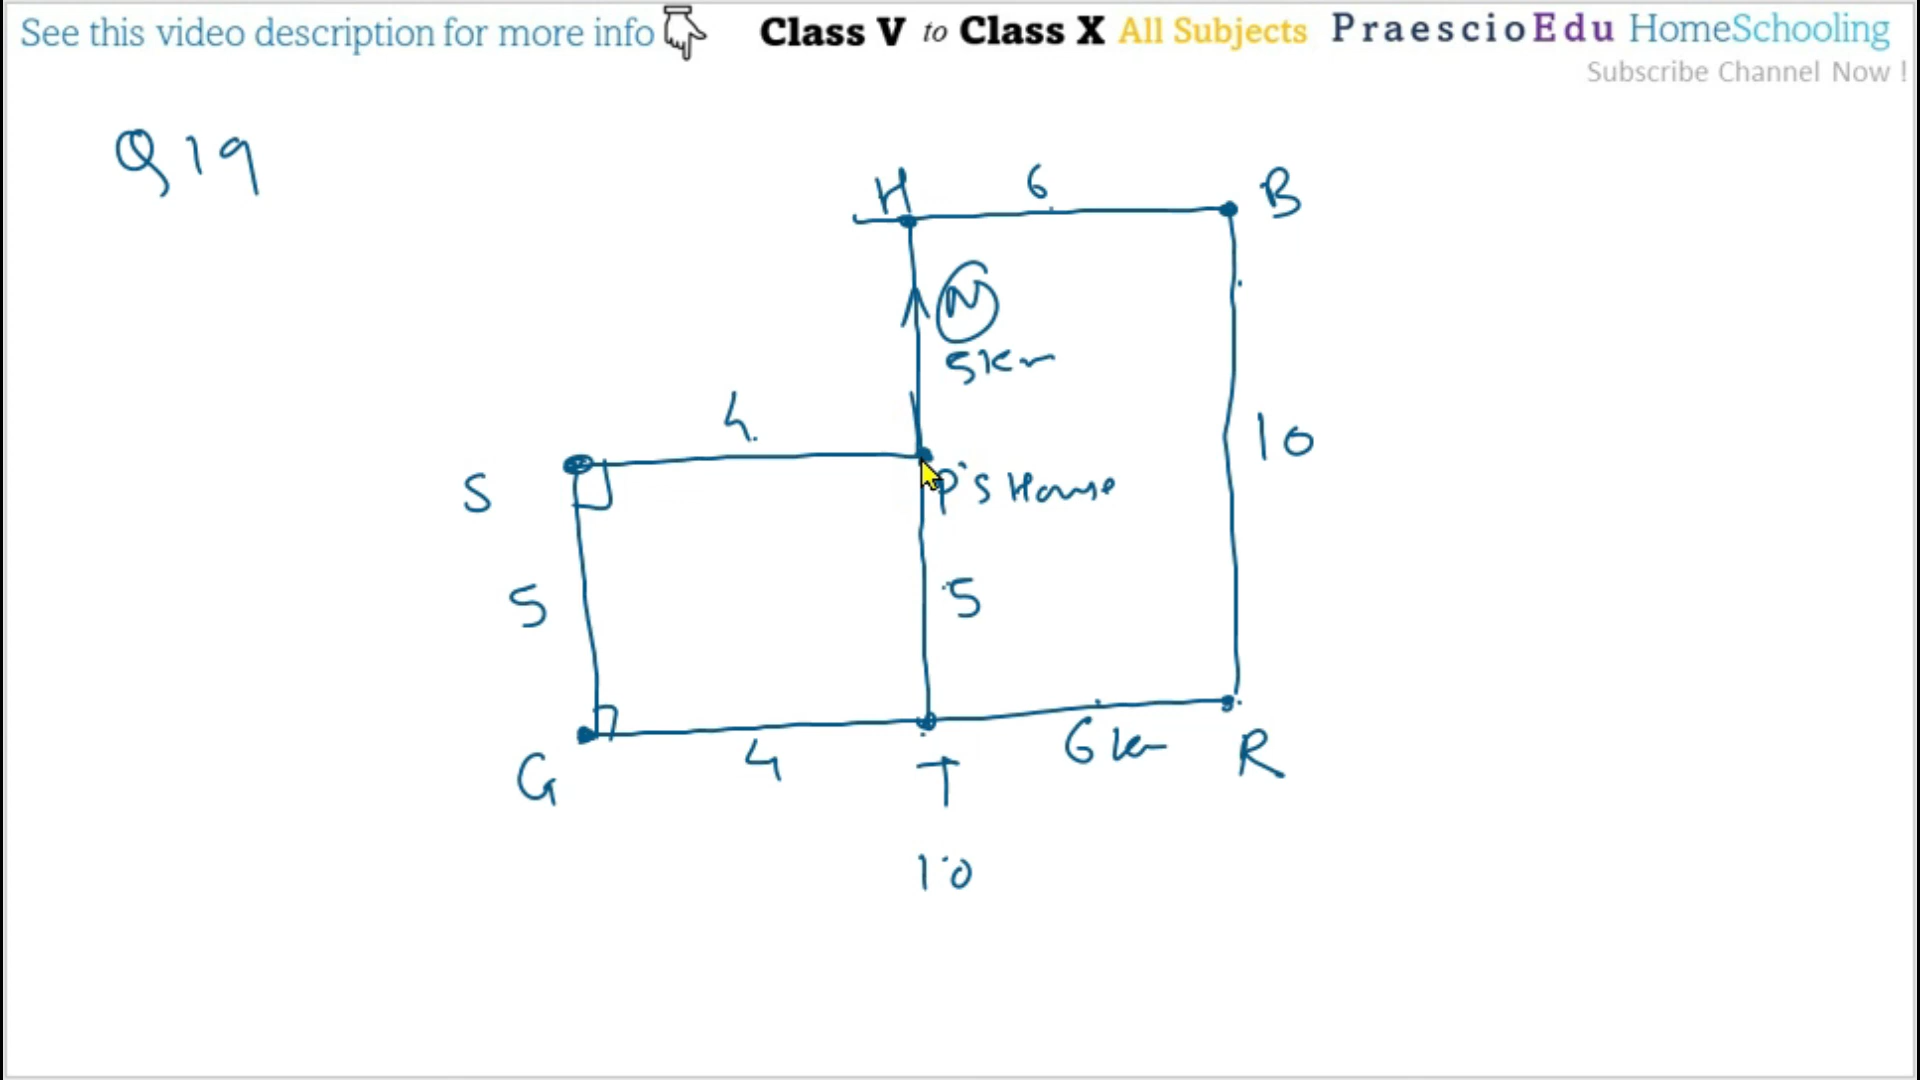 See this video description for more info
Class V to Class X All Subjects PraescioEdu HomeSchooling
Subscribe Channel Now !
Q19
H 6 B
N
5km
4
10
S P's House
5 5
G 4 T 6km R
10